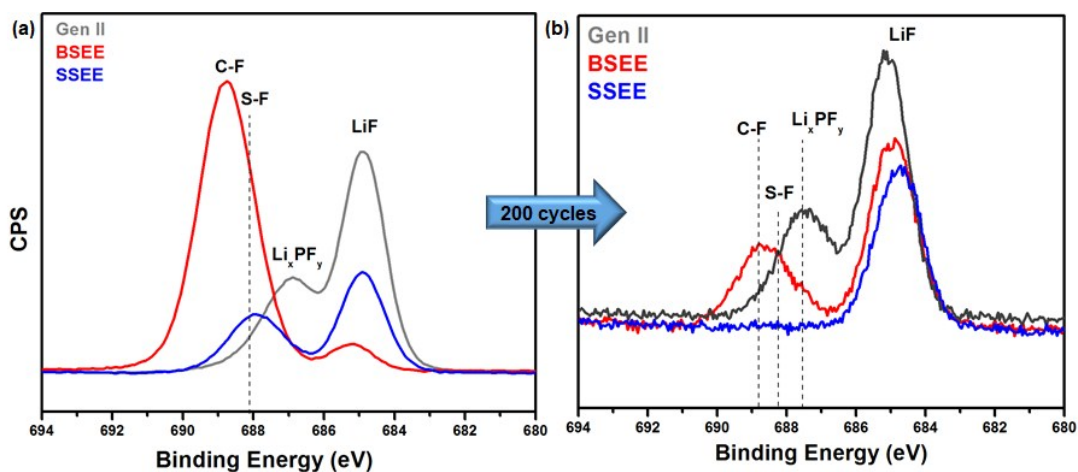 (a)
Gen II
BSEE
SSEE
C-F
S-F
LiF
LixPFy
CPS
694 692 690 688 686 684 682 680
Binding Energy (eV)
200 cycles
(b)
Gen II
BSEE
SSEE
LiF
C-F
LixPFy
S-F
694 692 690 688 686 684 682 680
Binding Energy (eV)